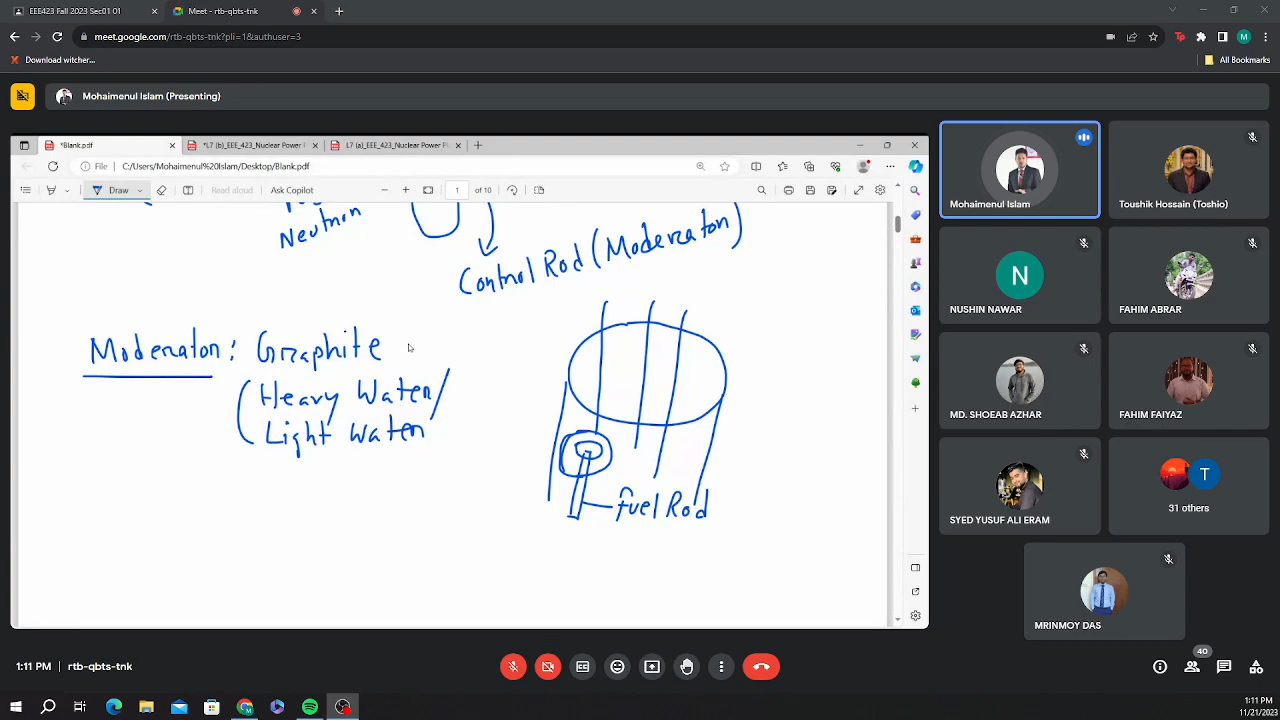 EEE423 Fall 2023 Sec01 01
Meet - rtb-qbts-tnk
meet.google.com/rtb-qbts-tnk?pli=1&authuser=3
Download witcher...
All Bookmarks
Mohaimenul Islam (Presenting)
*Blank.pdf
*L7 (b)_EEE_423_Nuclear Power
L7 (a)_EEE_423_Nuclear Power P
File
C:/Users/Mohaimenul%20Islam/Desktop/Blank.pdf
Draw
Read aloud
Ask Copilot
1
of 10
Neutron
Control Rod (Moderator)
Moderator: Graphite
(Heavy Water/
Light Water
fuel Rod
Mohaimenul Islam
Toushik Hossain (Toshio)
N
NUSHIN NAWAR
FAHIM ABRAR
MD. SHOEAB AZHAR
FAHIM FAIYAZ
SYED YUSUF ALI ERAM
T
31 others
MRINMOY DAS
1:11 PM | rtb-qbts-tnk
40
1:11 PM
11/21/2023